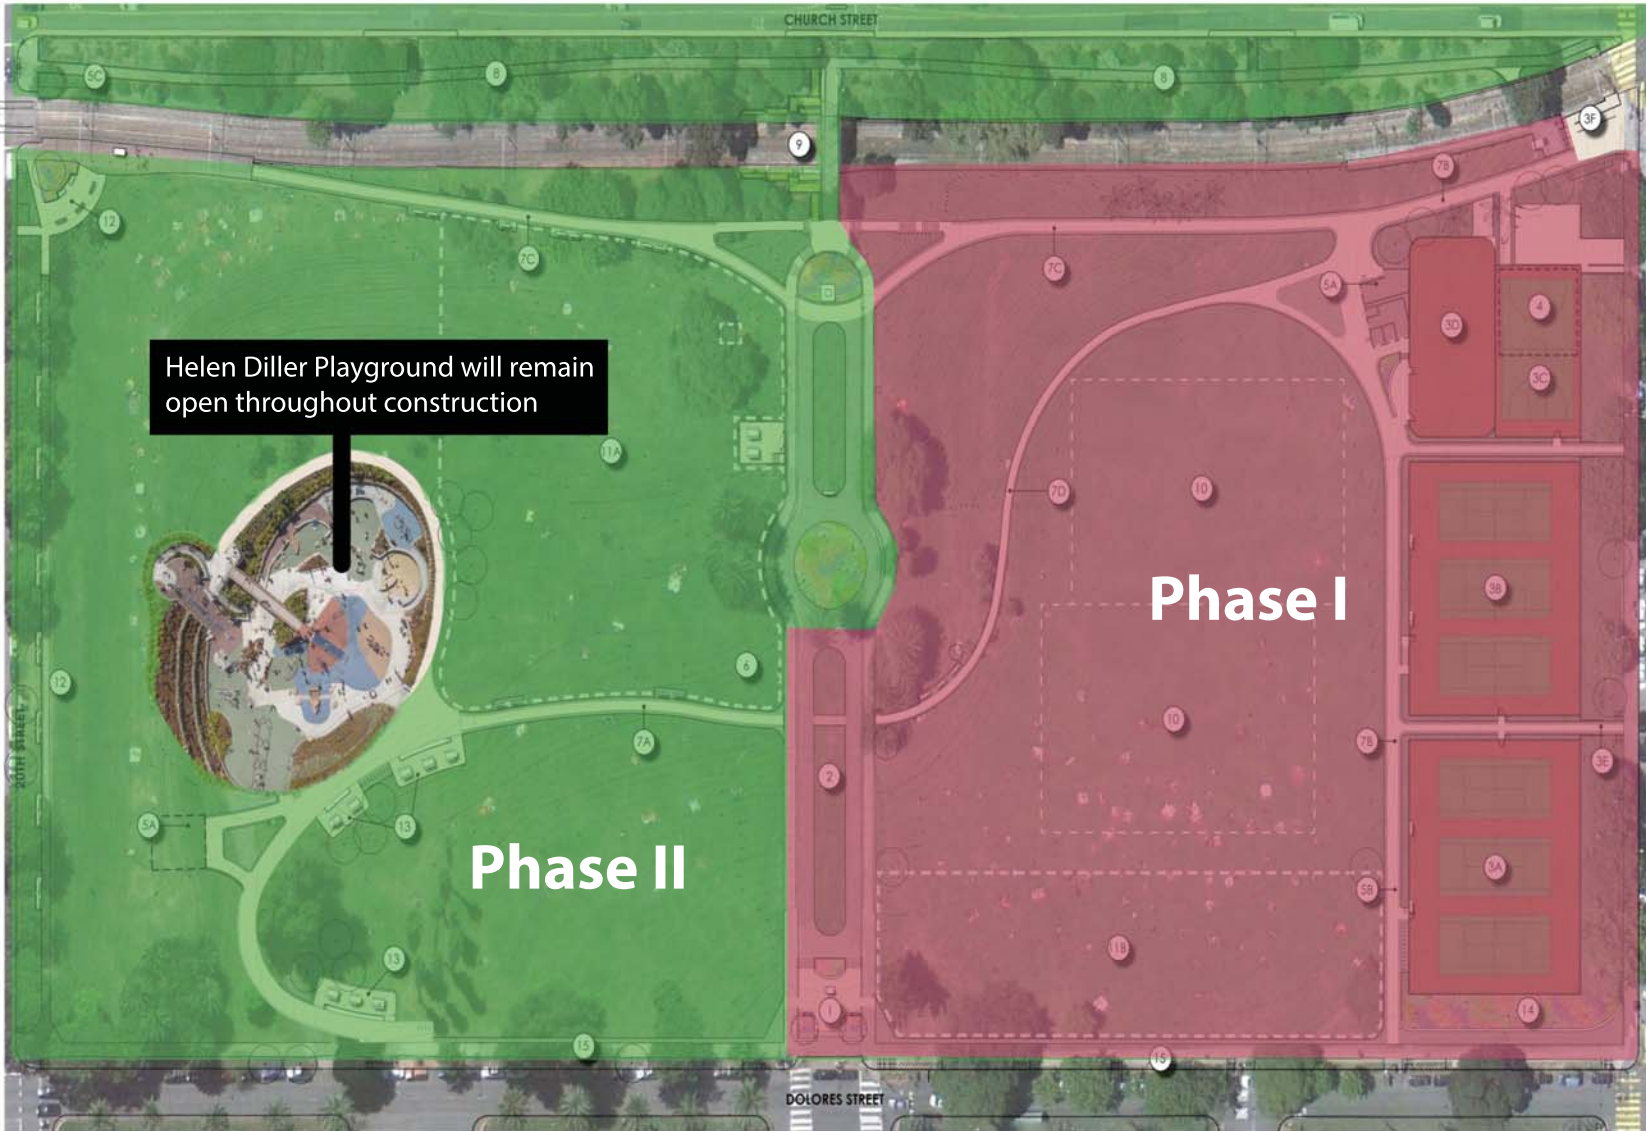 CHURCH STREET
5C
8
8
3F
9
7B
12
7C
7C
5A
4
3D
3C
Helen Diller Playground will remain
open throughout construction
11A
7D
10
Phase I
3B
6
12
20TH STREET
10
7A
7B
3E
2
5A
13
Phase II
3A
5B
13
11B
1
14
15
15
DOLORES STREET